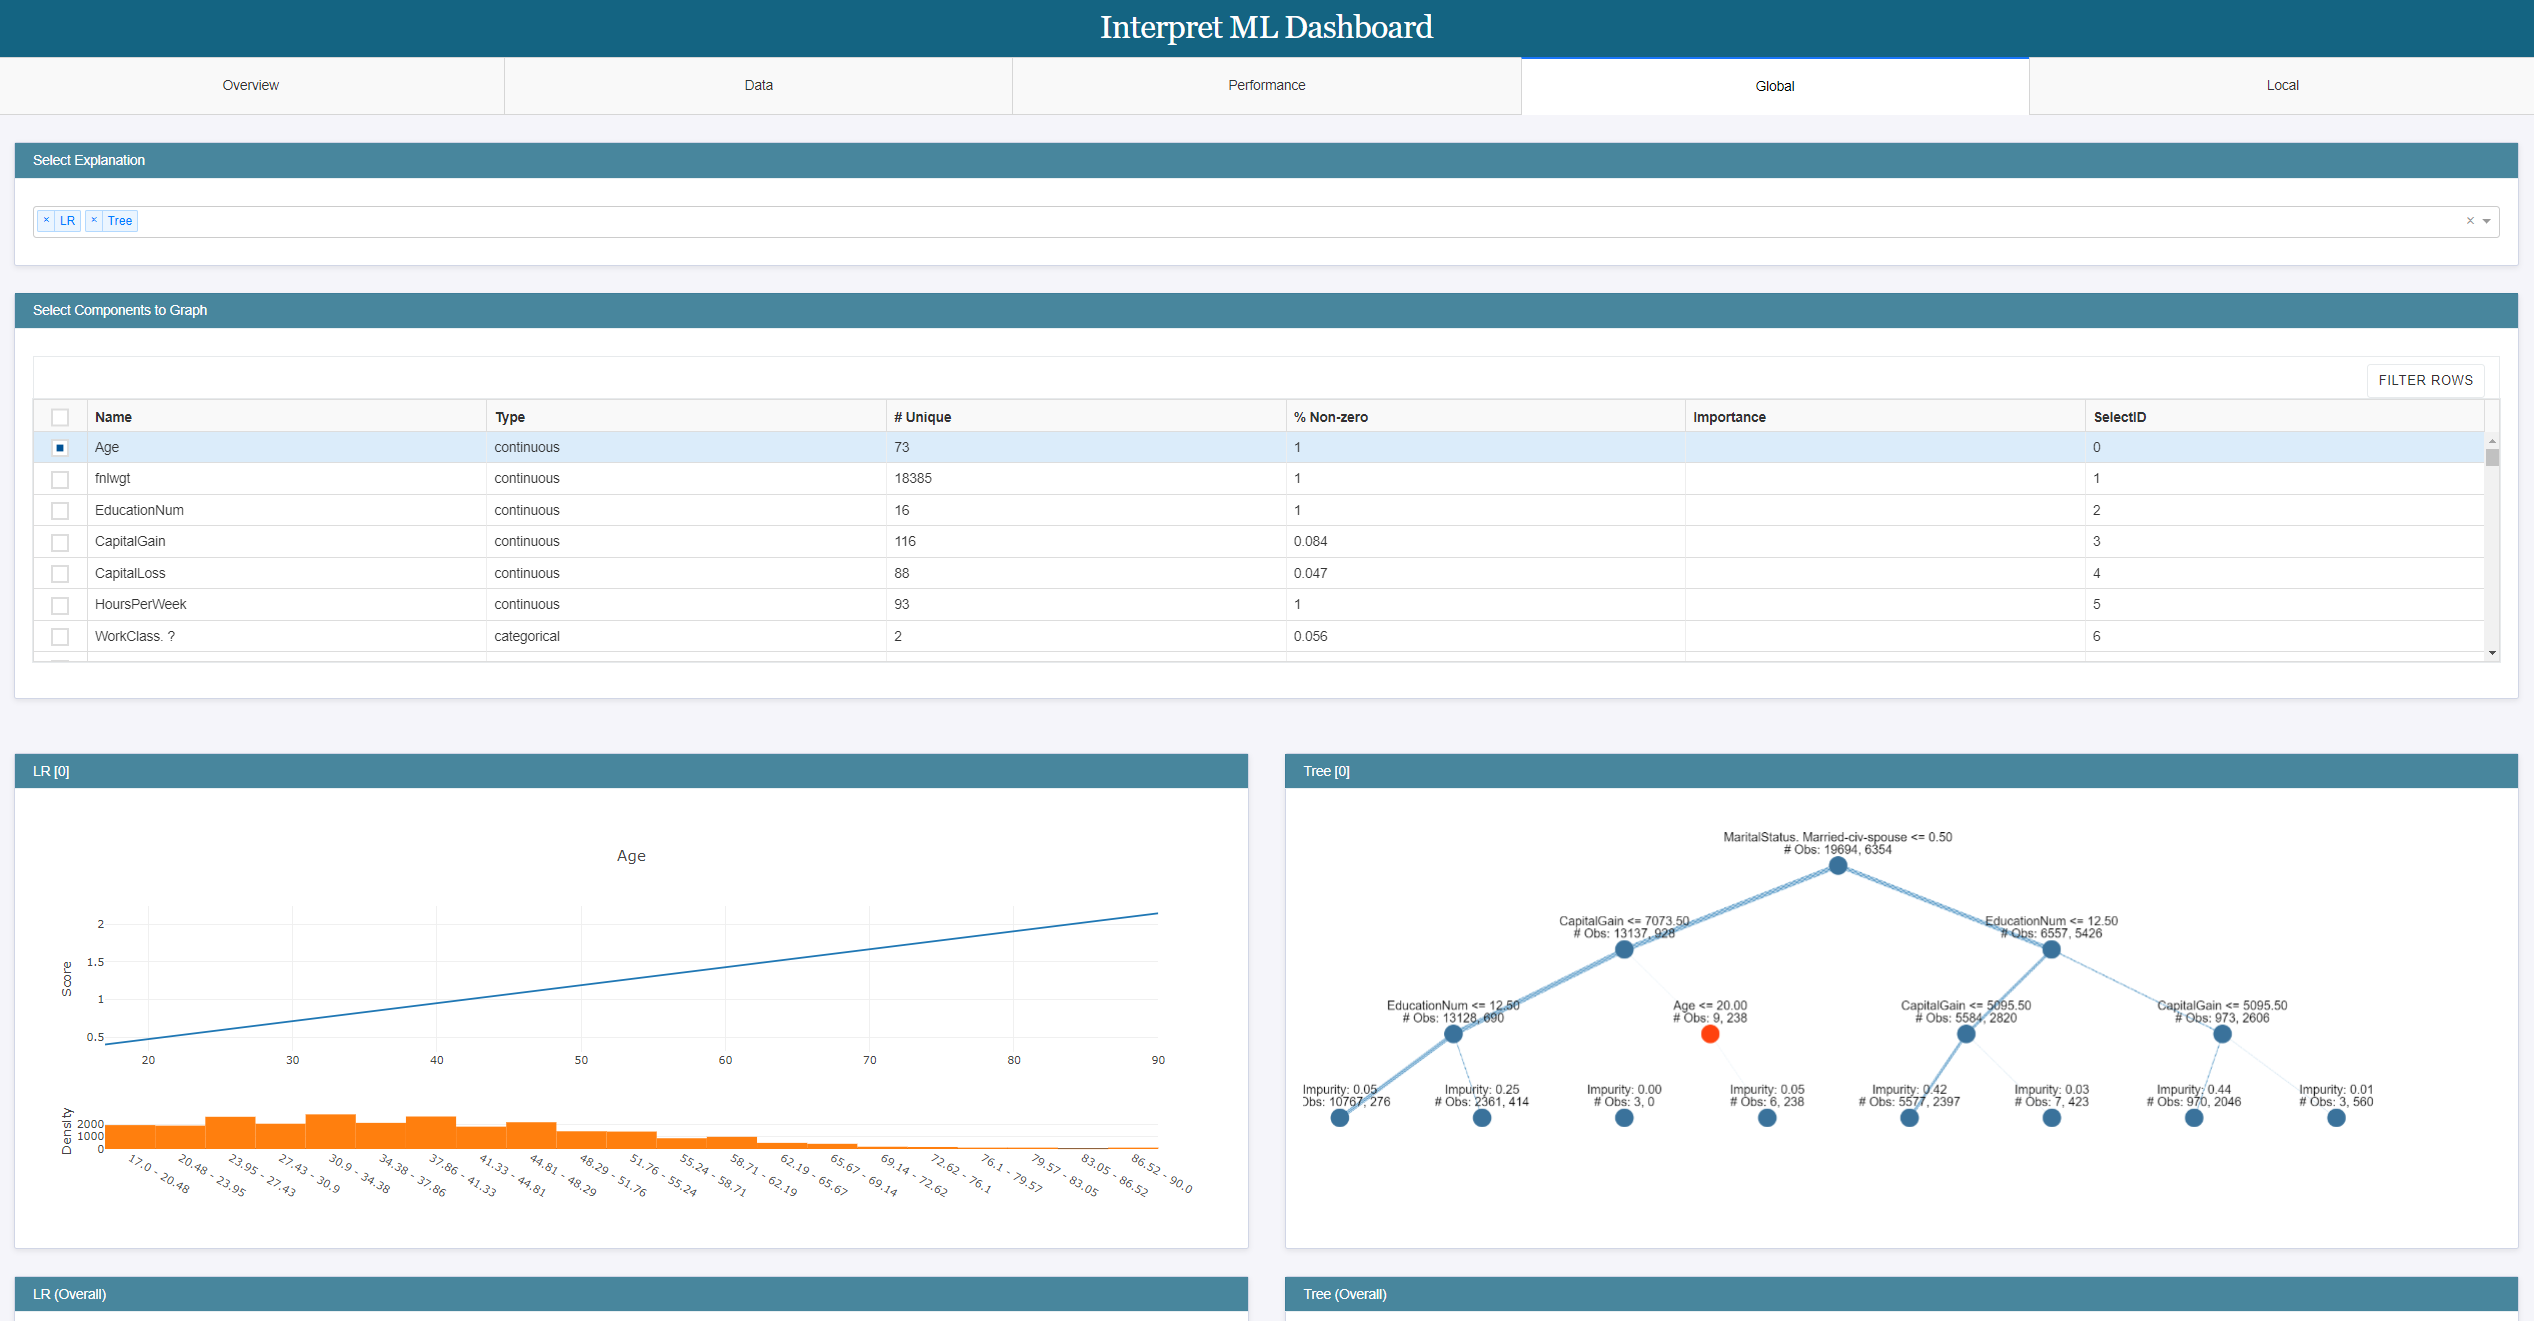 Interpret ML Dashboard
Overview Data Performance Global Local
Select Explanation
× LR × Tree ×
Select Components to Graph
FILTER ROWS
Name Type # Unique % Non-zero Importance SelectID
Age continuous 73 1 0
fnlwgt continuous 18385 1 1
EducationNum continuous 16 1 2
CapitalGain continuous 116 0.084 3
CapitalLoss continuous 88 0.047 4
HoursPerWeek continuous 93 1 5
WorkClass. ? categorical 2 0.056 6
LR [0]
Age
Score
2
1.5
1
0.5
20 30 40 50 60 70 80 90
Density
2000
1000
0
17.0 - 20.48
20.48 - 23.95
23.95 - 27.43
27.43 - 30.9
30.9 - 34.38
34.38 - 37.86
37.86 - 41.33
41.33 - 44.81
44.81 - 48.29
48.29 - 51.76
51.76 - 55.24
55.24 - 58.71
58.71 - 62.19
62.19 - 65.67
65.67 - 69.14
69.14 - 72.62
72.62 - 76.1
76.1 - 79.57
79.57 - 83.05
83.05 - 86.52
86.52 - 90.0
Tree [0]
MaritalStatus. Married-civ-spouse <= 0.50
# Obs: 19694, 6354
CapitalGain <= 7073.50
# Obs: 13137, 928
EducationNum <= 12.50
# Obs: 6557, 5426
EducationNum <= 12.50
# Obs: 13128, 690
Age <= 20.00
# Obs: 9, 238
CapitalGain <= 5095.50
# Obs: 5584, 2820
CapitalGain <= 5095.50
# Obs: 973, 2606
Impurity: 0.05
Obs: 10767, 276
Impurity: 0.25
# Obs: 2361, 414
Impurity: 0.00
# Obs: 3, 0
Impurity: 0.05
# Obs: 6, 238
Impurity: 0.42
# Obs: 5577, 2397
Impurity: 0.03
# Obs: 7, 423
Impurity: 0.44
# Obs: 970, 2046
Impurity: 0.01
# Obs: 3, 560
LR (Overall)
Tree (Overall)